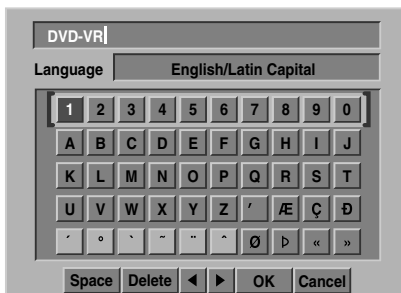 DVD-VR
Language English/Latin Capital
1 2 3 4 5 6 7 8 9 0
A B C D E F G H I J
K L M N O P Q R S T
U V W X Y Z ′ Æ Ç Ð
´ ° ` ~ ¨ ^ Ø Þ « »
Space Delete ◀ ▶ OK Cancel